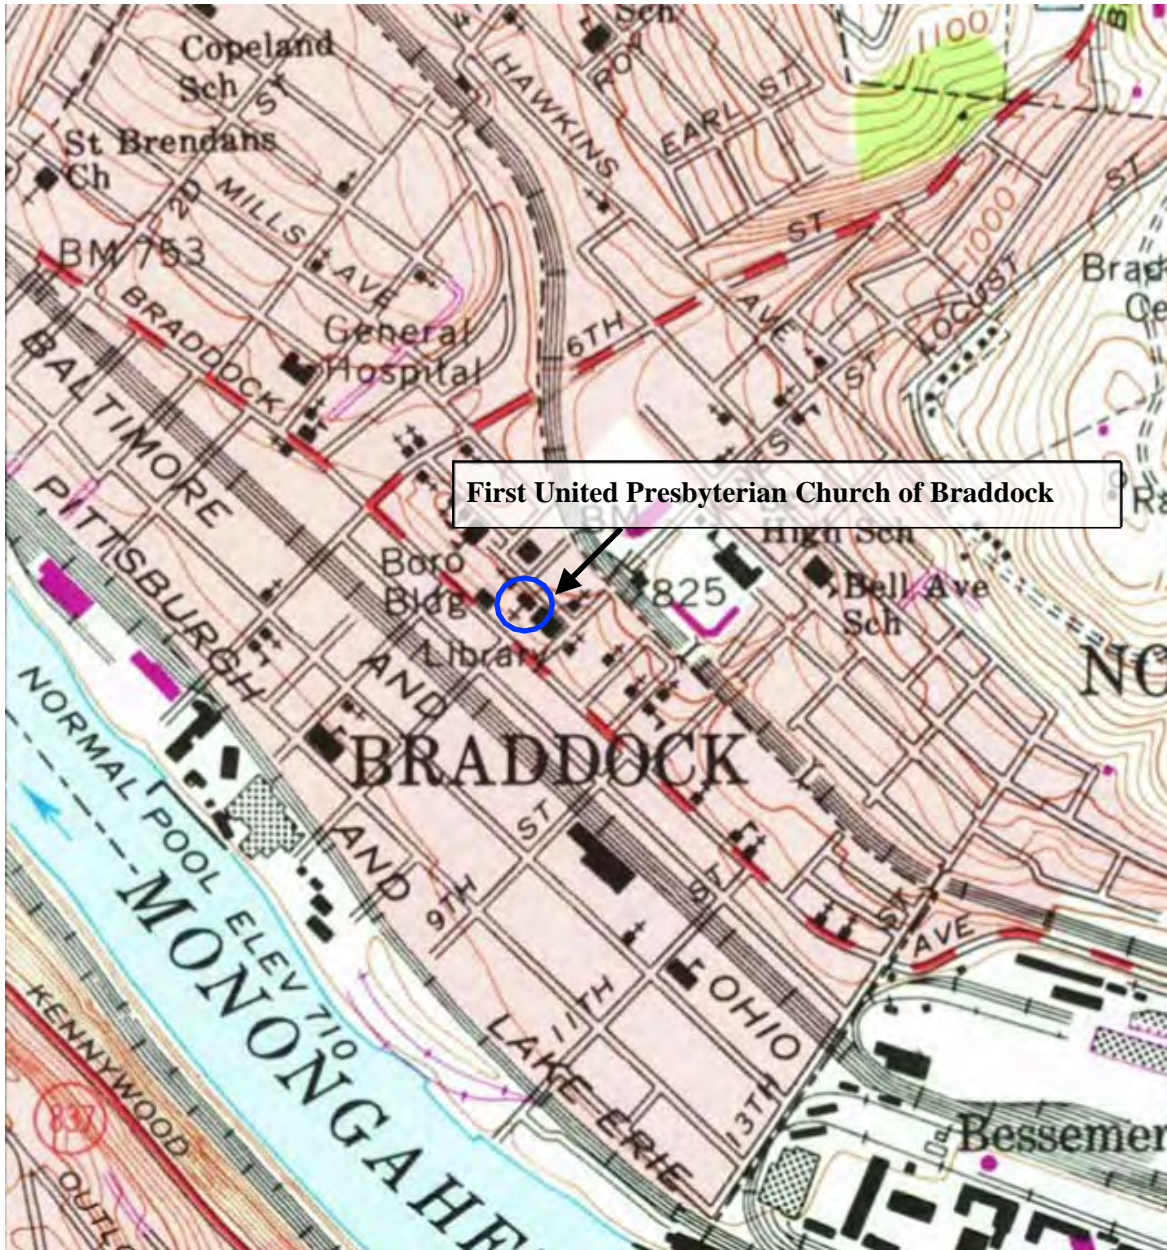 Sch
Copeland
Sch
ST
HAWKINS
EARL ST
1100
St Brendans
Ch
2D
MILLS AVE
ST
1000
ST
LOCUST
BM 753
BRADDOCK
General
Hospital
6TH
AVE
ST
BALTIMORE
First United Presbyterian Church of Braddock
BM
825
High Sch
Bell Ave
Sch
PITTSBURGH
Boro
Bldg
Library
AND
BRADDOCK
NORMAL POOL ELEV 710
AND
9TH
ST
ST
ST
AVE
MONONGAHE
11TH
OHIO
LAKE ERIE
13TH
KENNYWOOD
837
Bessemer